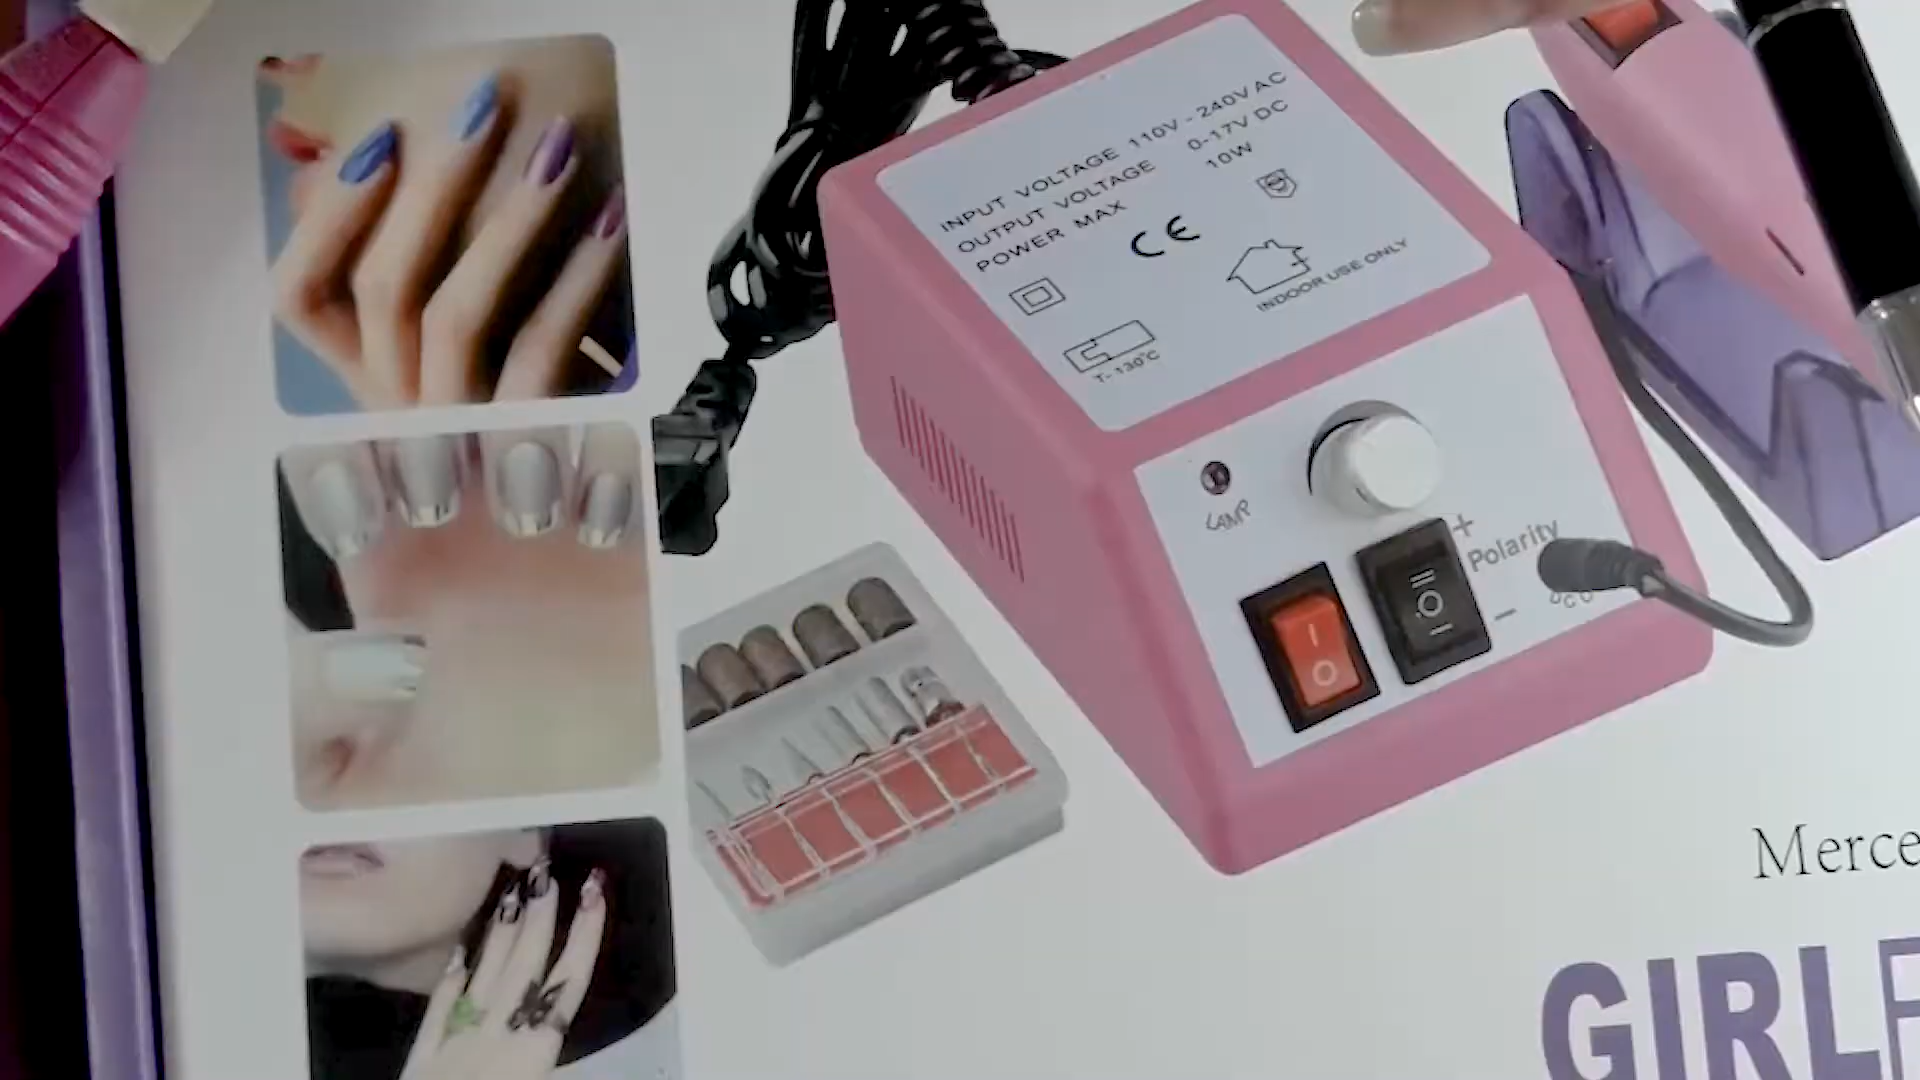 INPUT VOLTAGE 110V - 240V AC
OUTPUT VOLTAGE 0-17V DC
POWER MAX 10W
CE
INDOOR USE ONLY
T- 130°C
LAMP
+
Polarity
-
Merce
GIRL